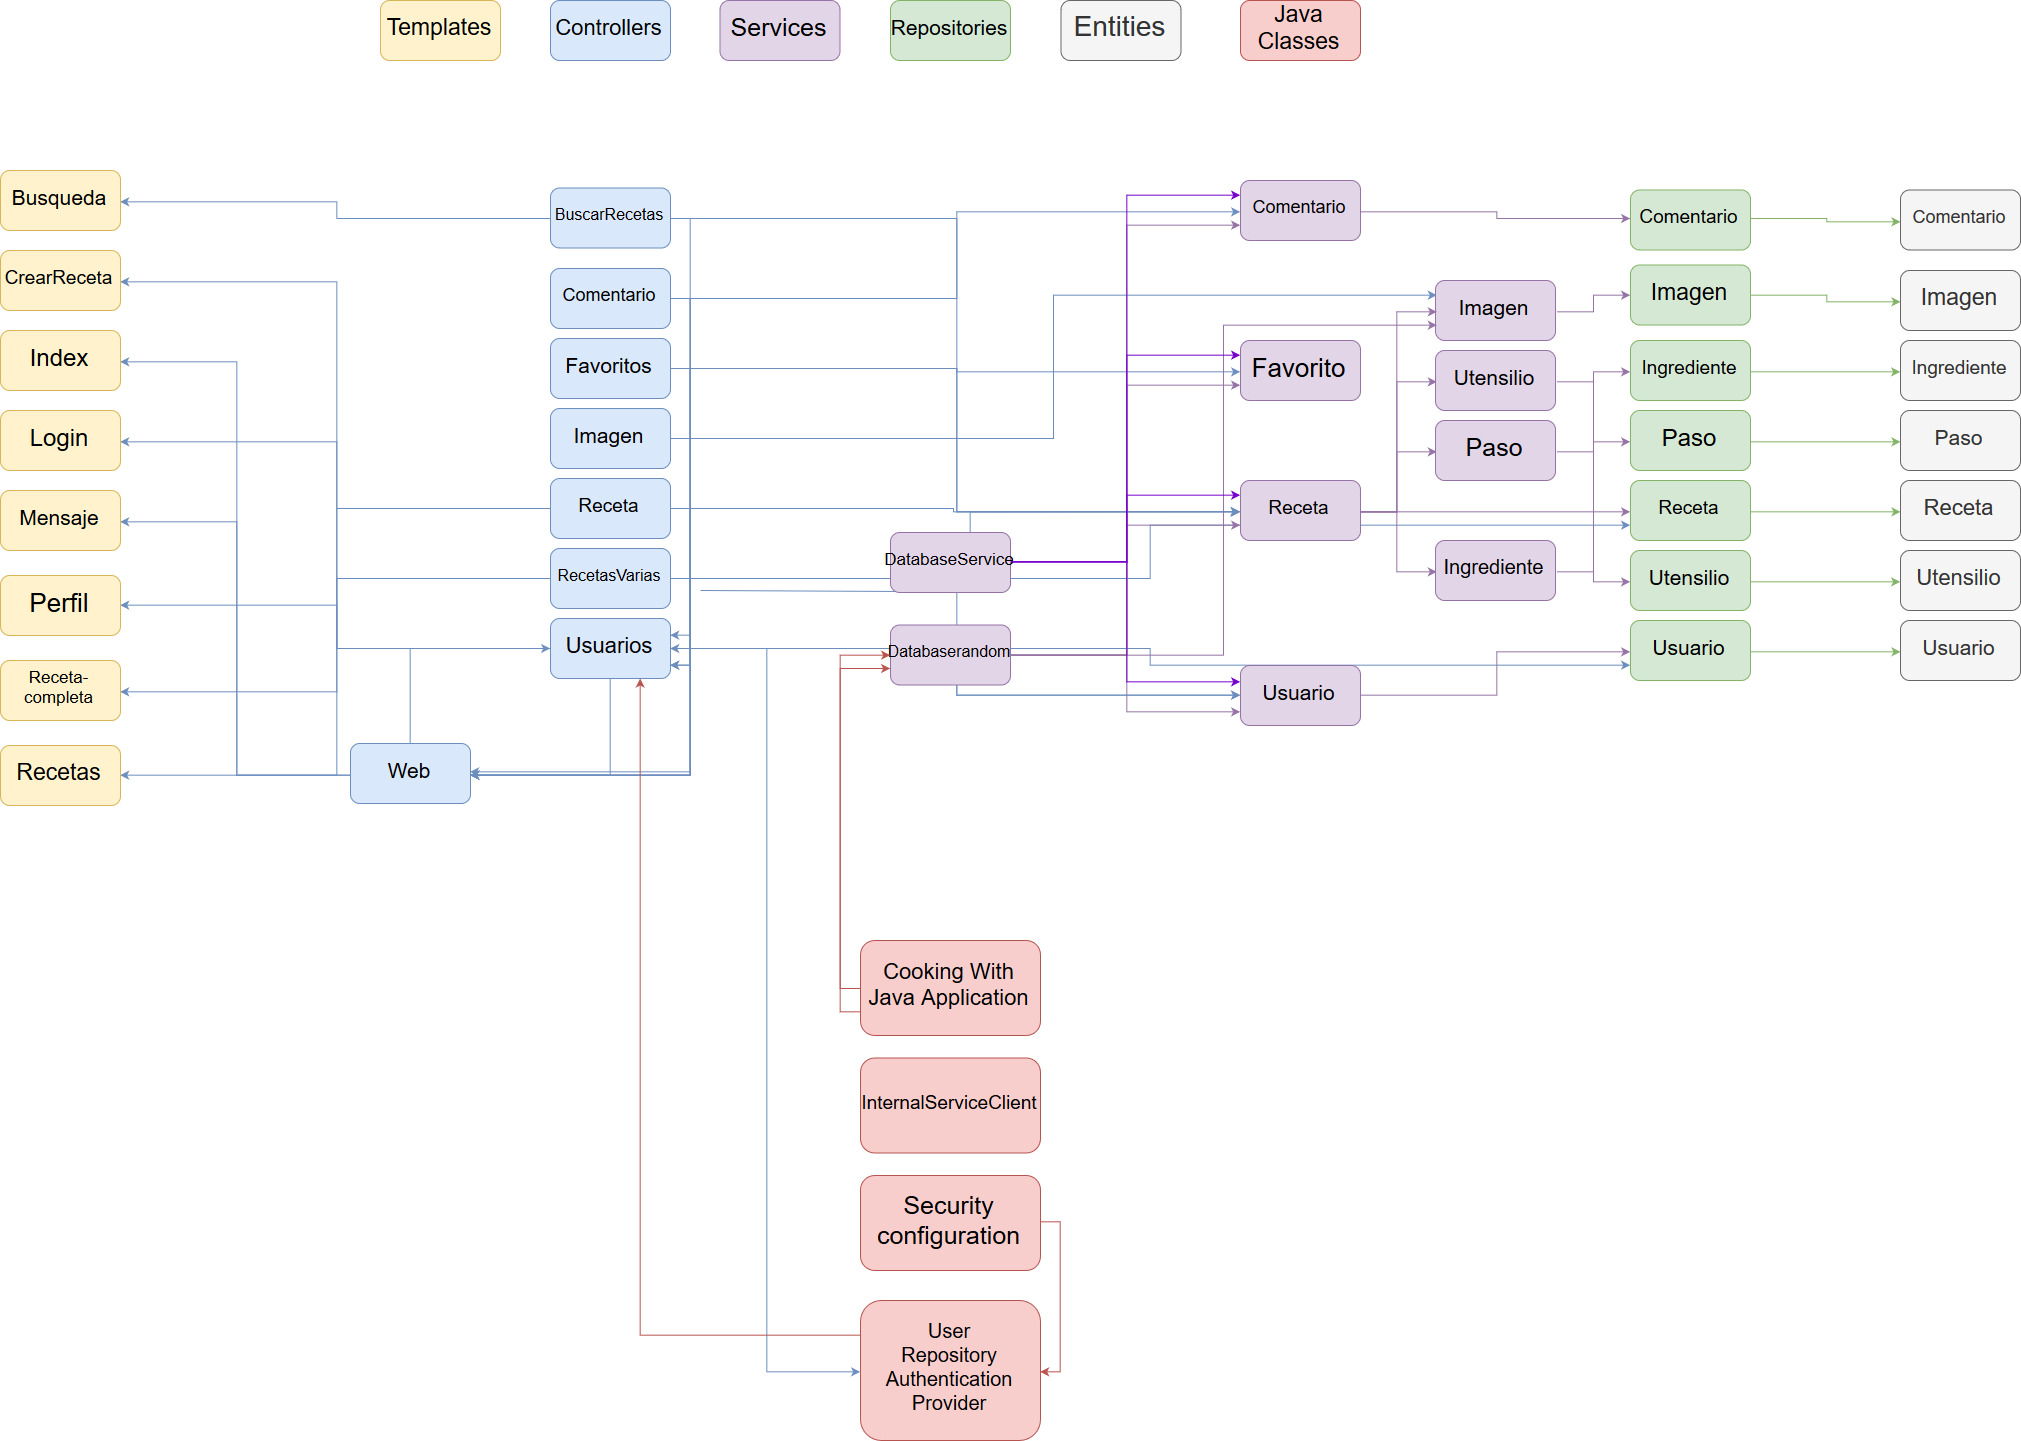 Templates
Controllers
Services
Repositories
Entities
Java
Classes
Busqueda
CrearReceta
Index
Login
Mensaje
Perfil
Receta-
completa
Recetas
BuscarRecetas
Comentario
Favoritos
Imagen
Receta
RecetasVarias
Usuarios
Web
DatabaseService
Databaserandom
Comentario
Favorito
Receta
Usuario
Imagen
Utensilio
Paso
Ingrediente
Comentario
Imagen
Ingrediente
Paso
Receta
Utensilio
Usuario
Comentario
Imagen
Ingrediente
Paso
Receta
Utensilio
Usuario
Cooking With
Java Application
InternalServiceClient
Security
configuration
User
Repository
Authentication
Provider